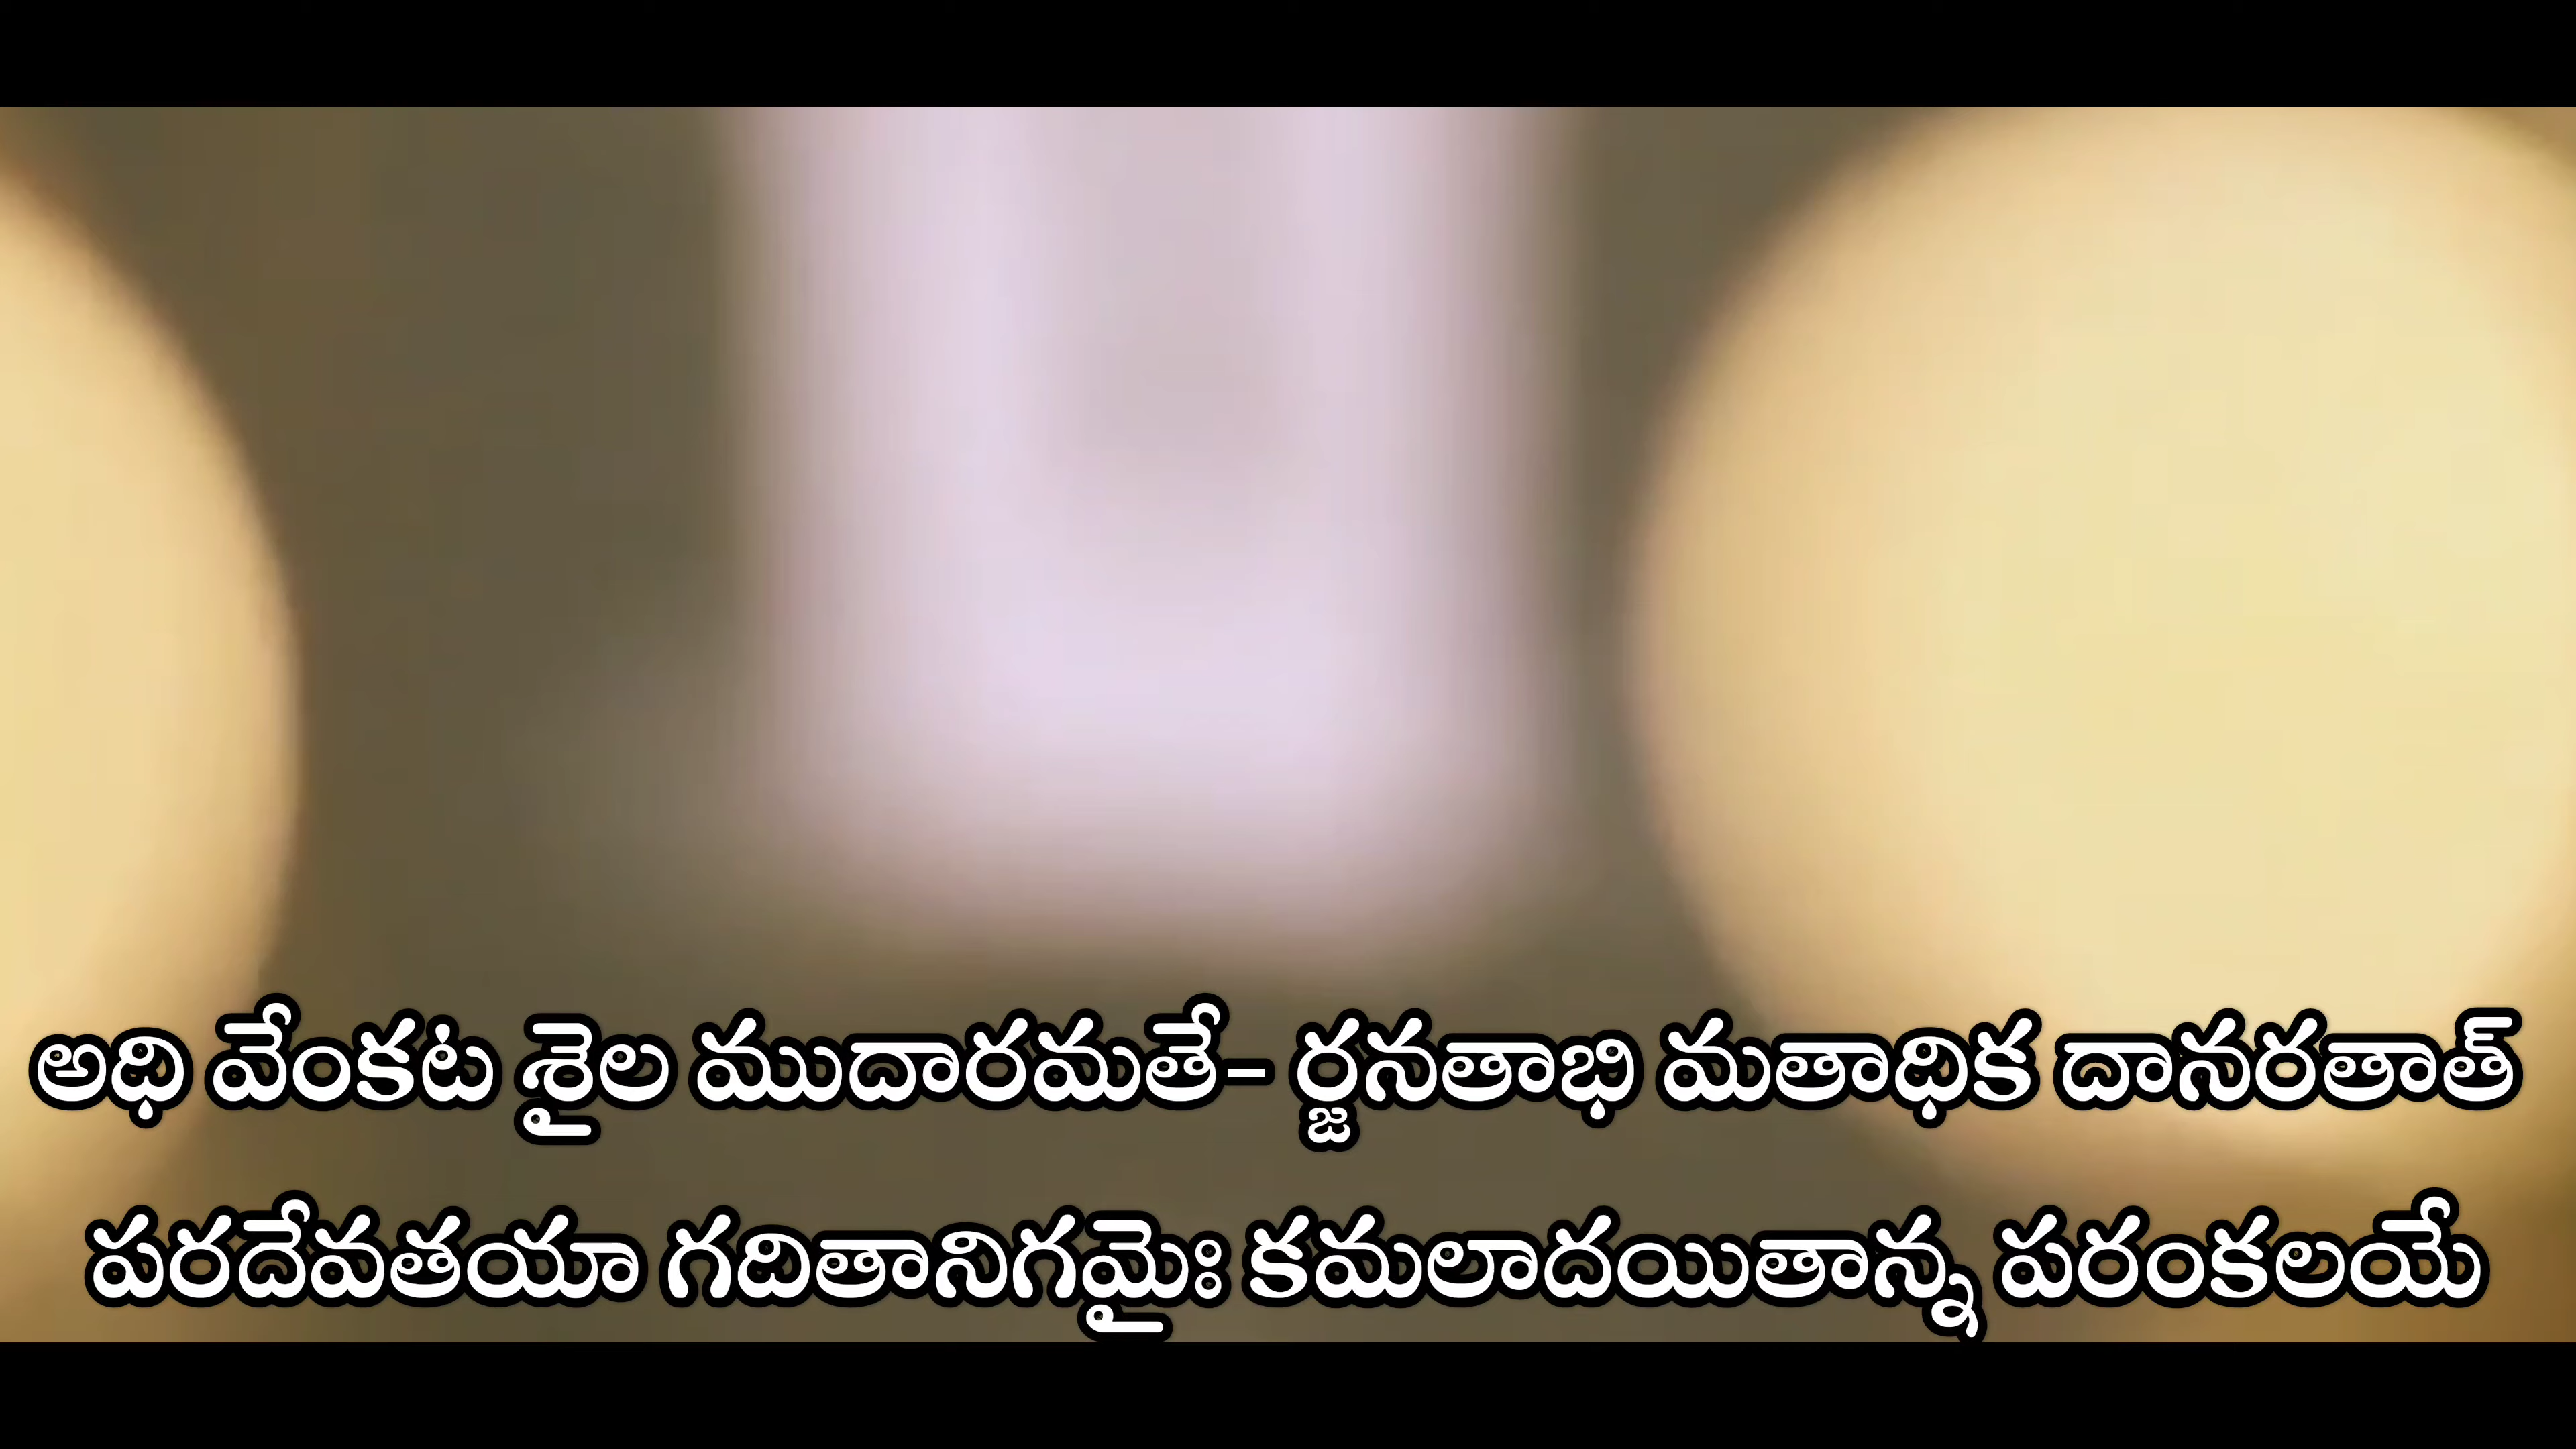 అధి వేంకట శైల ముదారమతే- ర్జనతాభి మతాధిక దానరతాత్
పరదేవతయా గదితానిగమైః కమలాదయితాన్న పరంకలయే